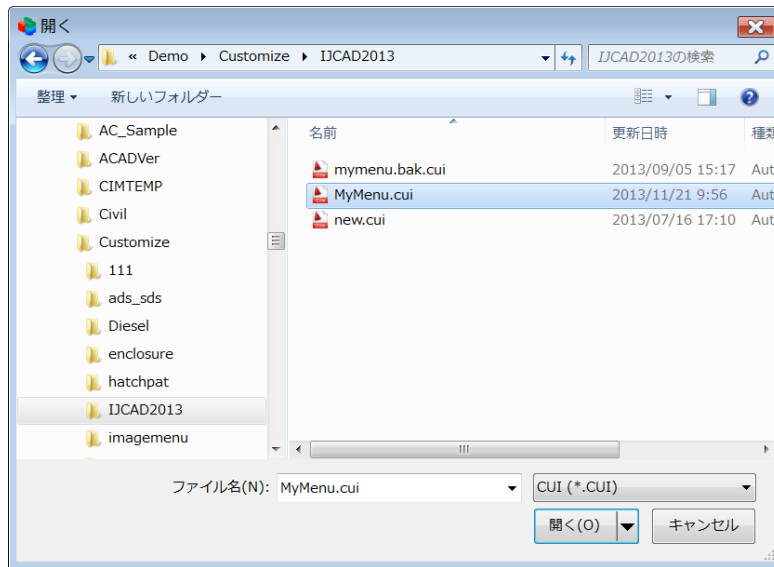 開く
« Demo ▸ Customize ▸ IJCAD2013
IJCAD2013の検索
整理 ▾ 新しいフォルダー
AC_Sample
ACADVer
CIMTEMP
Civil
Customize
111
ads_sds
Diesel
enclosure
hatchpat
IJCAD2013
imagemenu
名前 更新日時 種類
mymenu.bak.cui 2013/09/05 15:17 Aut
MyMenu.cui 2013/11/21 9:56 Aut
new.cui 2013/07/16 17:10 Aut
ファイル名(N): MyMenu.cui
CUI (*.CUI)
開く(O) キャンセル